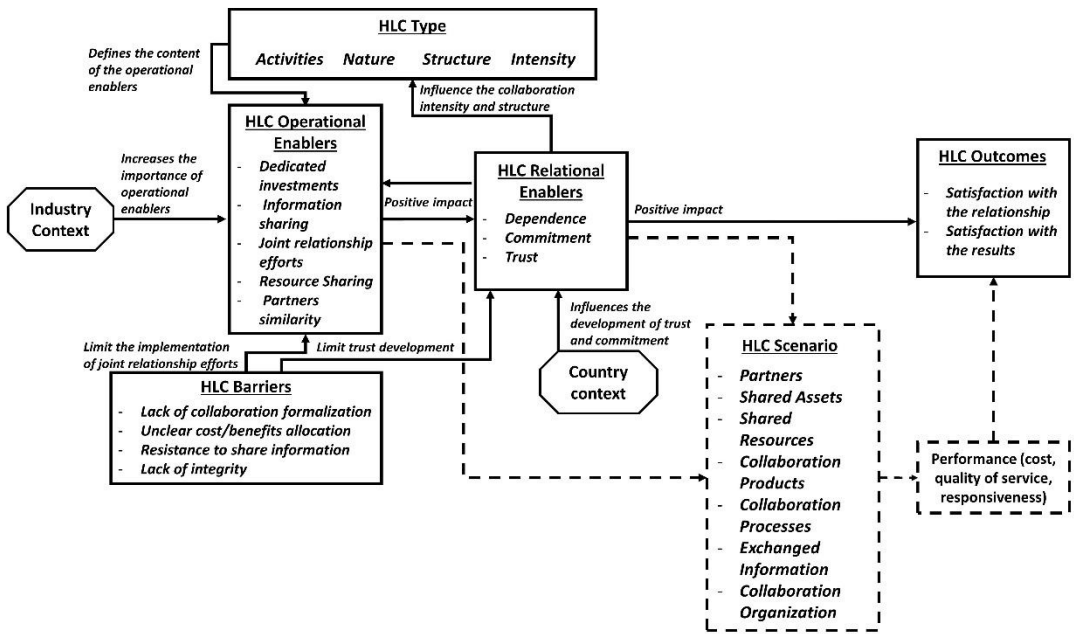 HLC Type
Activities Nature Structure Intensity
Defines the content
of the operational
enablers
Influence the collaboration
intensity and structure
HLC Operational
Enablers
- Dedicated
investments
- Information
sharing
- Joint relationship
efforts
- Resource Sharing
- Partners
similarity
Increases the
importance of
operational
enablers
Industry
Context
Positive impact
HLC Relational
Enablers
- Dependence
- Commitment
- Trust
Positive impact
HLC Outcomes
- Satisfaction with
the relationship
- Satisfaction with
the results
Limit the implementation
of joint relationship efforts
Limit trust development
Influences the
development of trust
and commitment
Country
context
HLC Barriers
- Lack of collaboration formalization
- Unclear cost/benefits allocation
- Resistance to share information
- Lack of integrity
HLC Scenario
- Partners
- Shared Assets
- Shared
Resources
- Collaboration
Products
- Collaboration
Processes
- Exchanged
Information
- Collaboration
Organization
Performance (cost,
quality of service,
responsiveness)